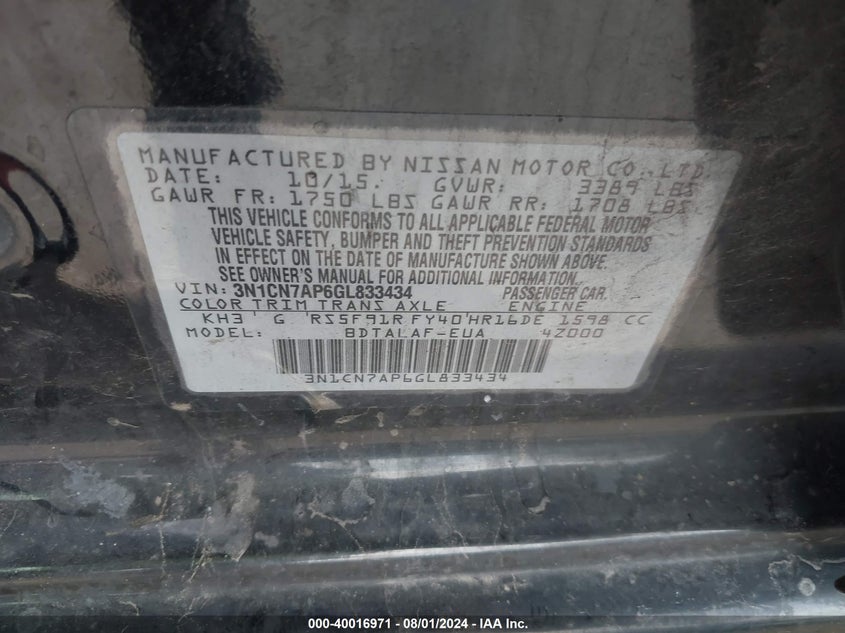 MANUFACTURED BY NISSAN MOTOR CO., LTD.
DATE: 10/15. GVWR: 3389 LBS
GAWR FR: 1750 LBS GAWR RR: 1708 LBS
THIS VEHICLE CONFORMS TO ALL APPLICABLE FEDERAL MOTOR
VEHICLE SAFETY, BUMPER AND THEFT PREVENTION STANDARDS
IN EFFECT ON THE DATE OF MANUFACTURE SHOWN ABOVE.
SEE OWNER'S MANUAL FOR ADDITIONAL INFORMATION.
VIN: 3N1CN7AP6GL833434 PASSENGER CAR.
COLOR TRIM TRANS AXLE ENGINE
KH3 ' G ' RS5F91R FY40'HR16DE 1598 CC
MODEL: BDTALAF-EUA 42000
3N1CN7AP6GL833434
000-40016971 - 08/01/2024 - IAA Inc.